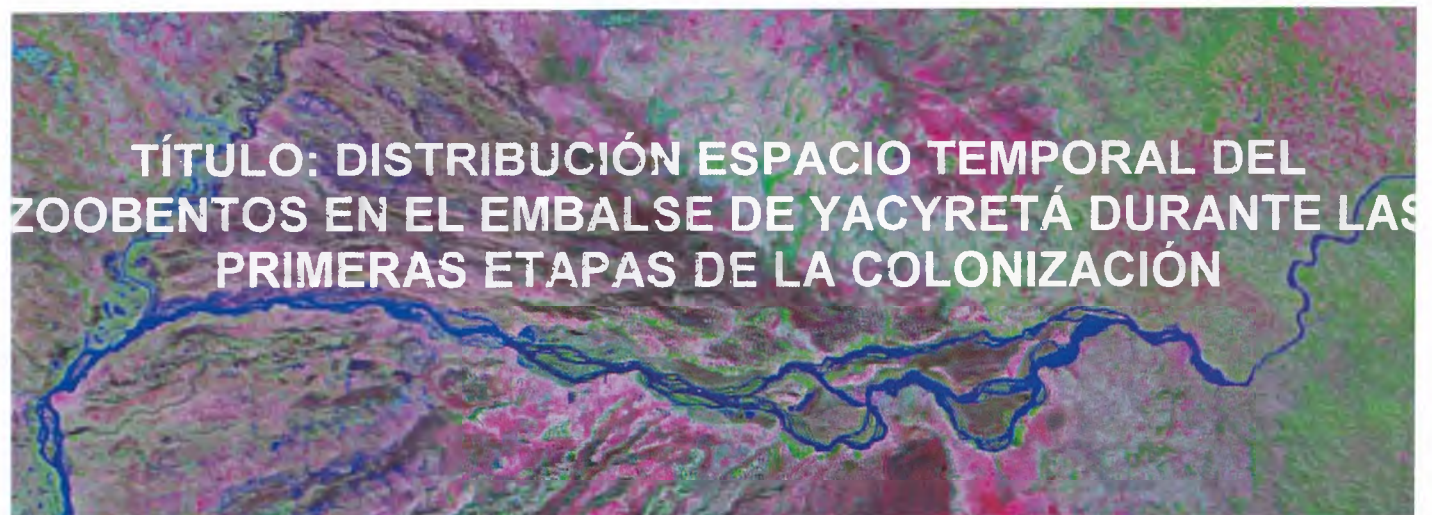 TÍTULO: DISTRIBUCIÓN ESPACIO TEMPORAL DEL
ZOOBENTOS EN EL EMBALSE DE YACYRETÁ DURANTE LAS
PRIMERAS ETAPAS DE LA COLONIZACIÓN